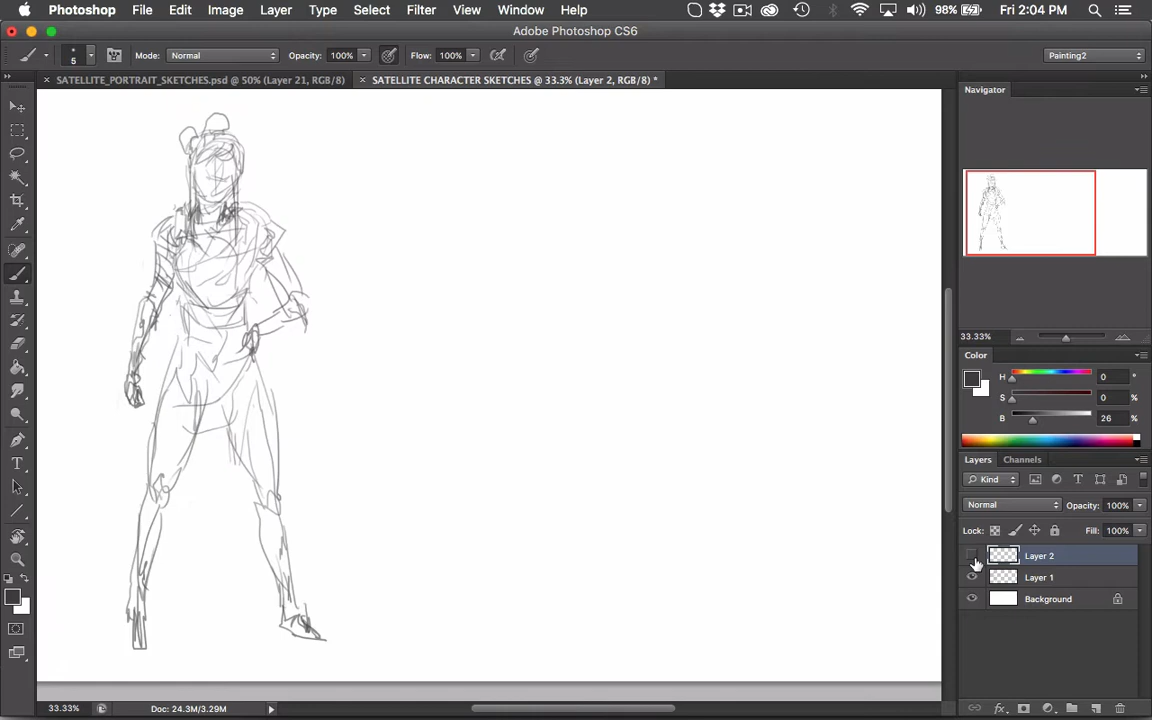 Photoshop File Edit Image Layer Type Select Filter View Window Help 98% Fri 2:04 PM
Adobe Photoshop CS6
5 Mode: Normal Opacity: 100% Flow: 100% Painting2
SATELLITE_PORTRAIT_SKETCHES.psd @ 50% (Layer 21, RGB/8) SATELLITE CHARACTER SKETCHES @ 33.3% (Layer 2, RGB/8) *
Navigator
33.33%
Color
H 0 °
S 0 %
B 26 %
Layers Channels
Kind
Normal Opacity: 100%
Lock: Fill: 100%
Layer 2
Layer 1
Background
33.33% Doc: 24.3M/3.29M